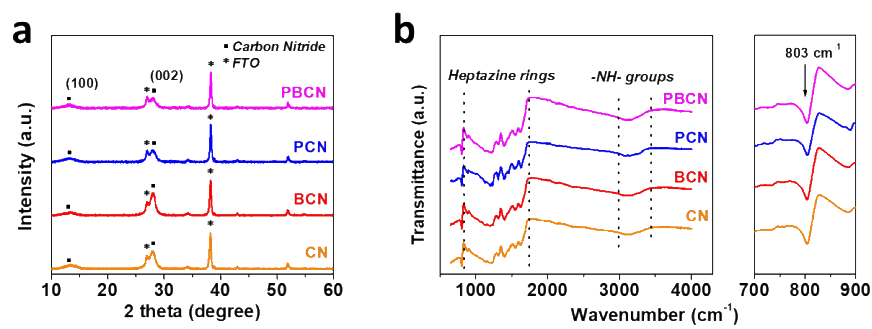 a
▪ Carbon Nitride
* FTO
(100)
(002)
*
▪
PBCN
PCN
BCN
CN
Intensity (a.u.)
10 20 30 40 50 60
2 theta (degree)
b
Heptazine rings
-NH- groups
PBCN
PCN
BCN
CN
Transmittance (a.u.)
1000 2000 3000 4000
803 cm-1
700 800 900
Wavenumber (cm-1)